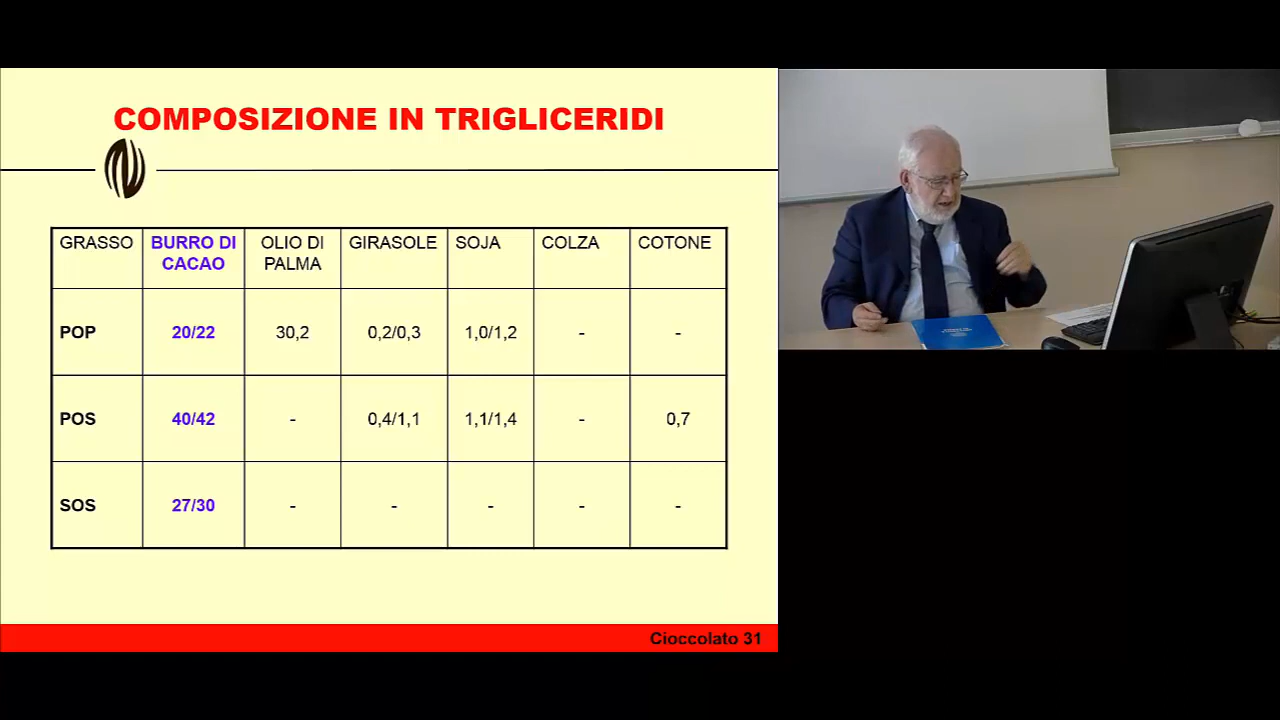 COMPOSIZIONE IN TRIGLICERIDI
GRASSO BURRO DI CACAO OLIO DI PALMA GIRASOLE SOJA COLZA COTONE
POP 20/22 30,2 0,2/0,3 1,0/1,2 - -
POS 40/42 - 0,4/1,1 1,1/1,4 - 0,7
SOS 27/30 - - - - -
Cioccolato 31